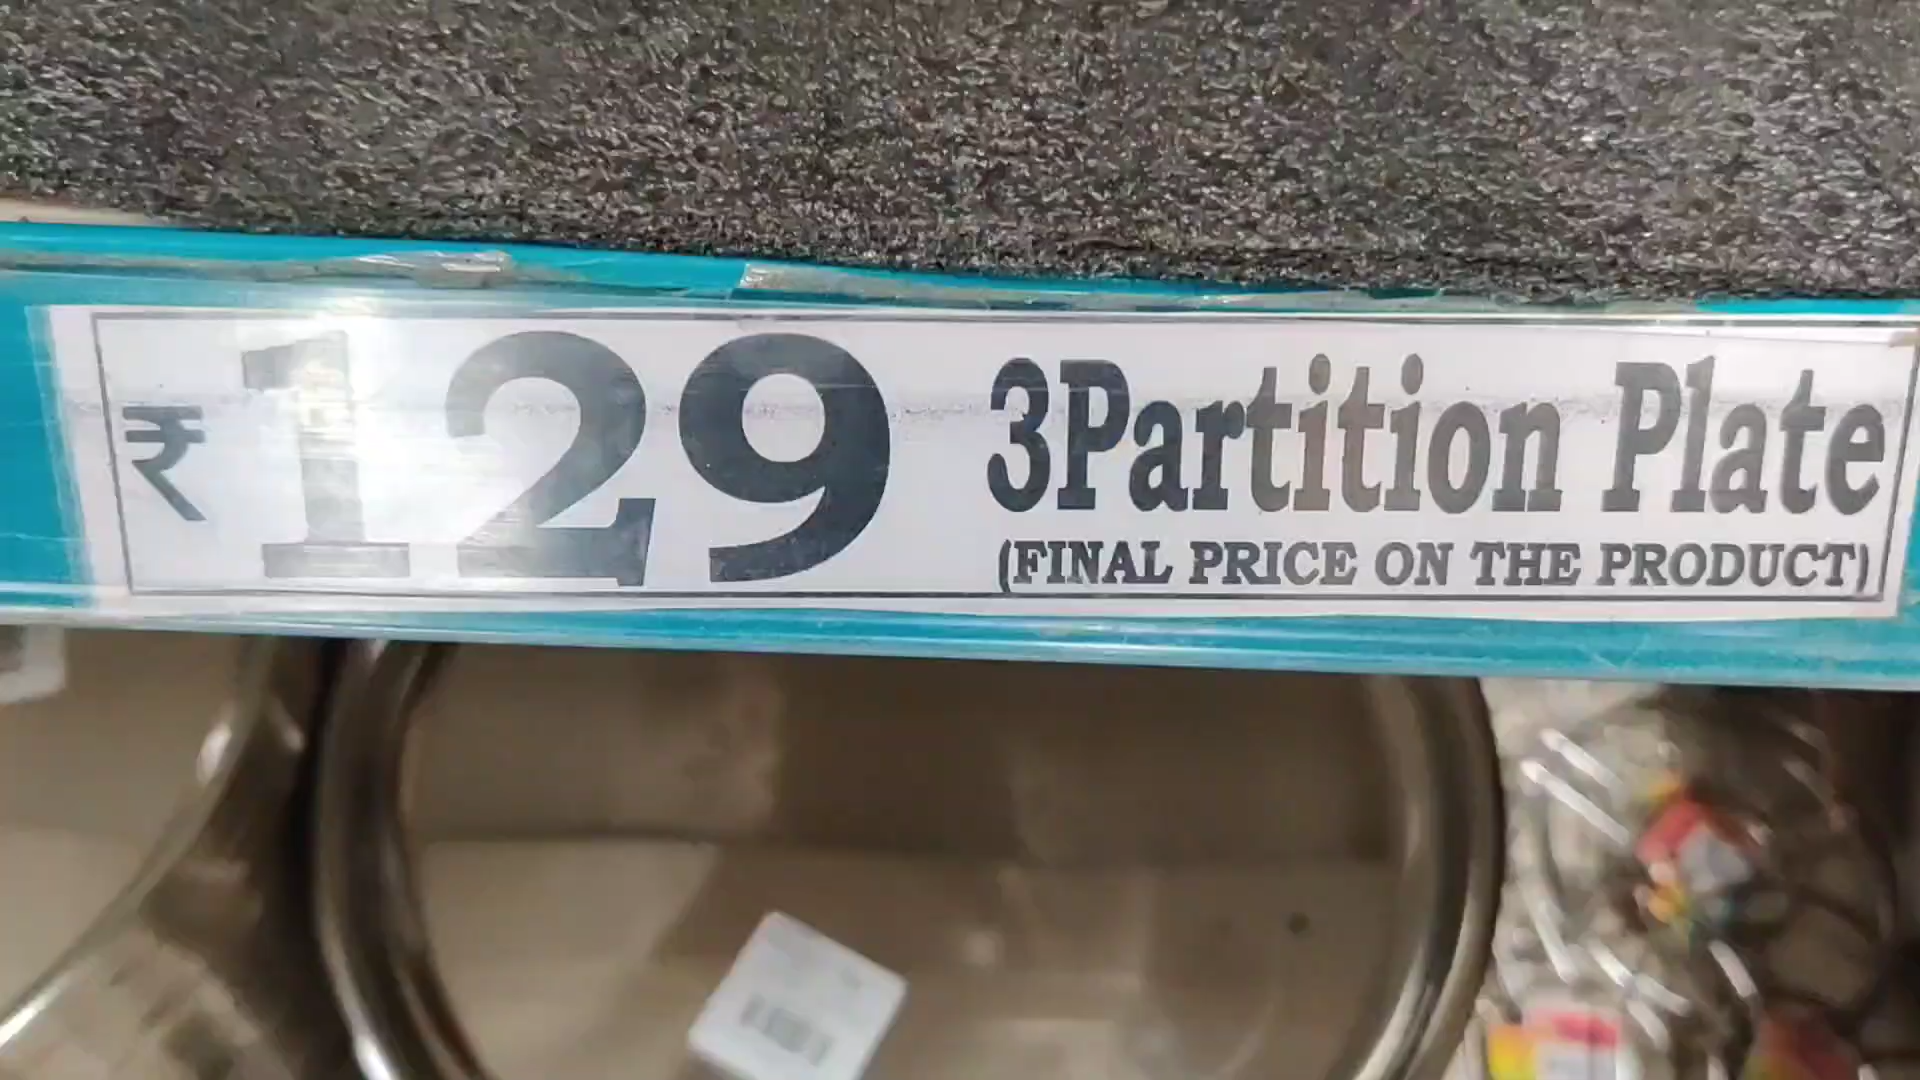 ₹ 129 3Partition Plate
(FINAL PRICE ON THE PRODUCT)